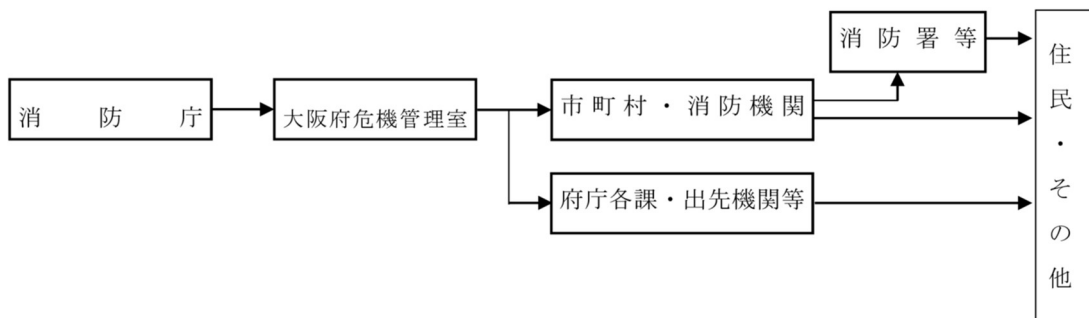 消防庁
大阪府危機管理室
市町村・消防機関
消防署等
府庁各課・出先機関等
住民・その他